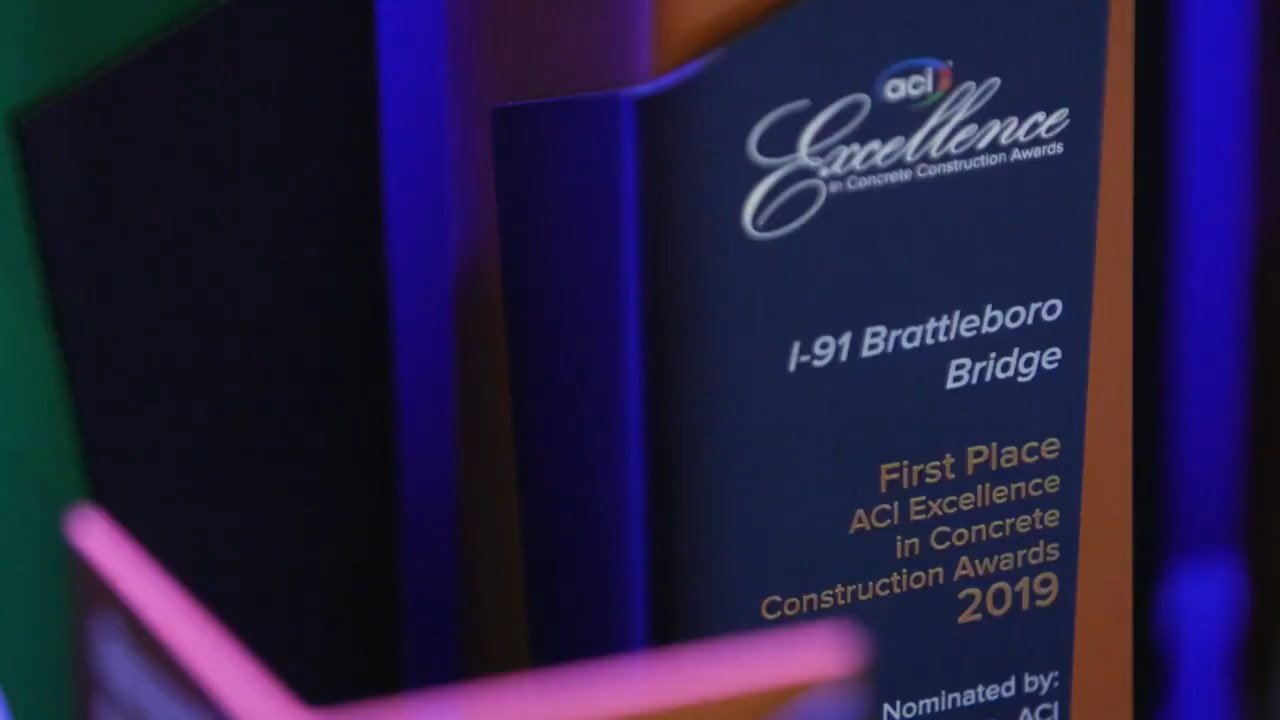 aci
Excellence
in Concrete Construction Awards
I-91 Brattleboro
Bridge
First Place
ACI Excellence
in Concrete
Construction Awards
2019
Nominated by:
ACI